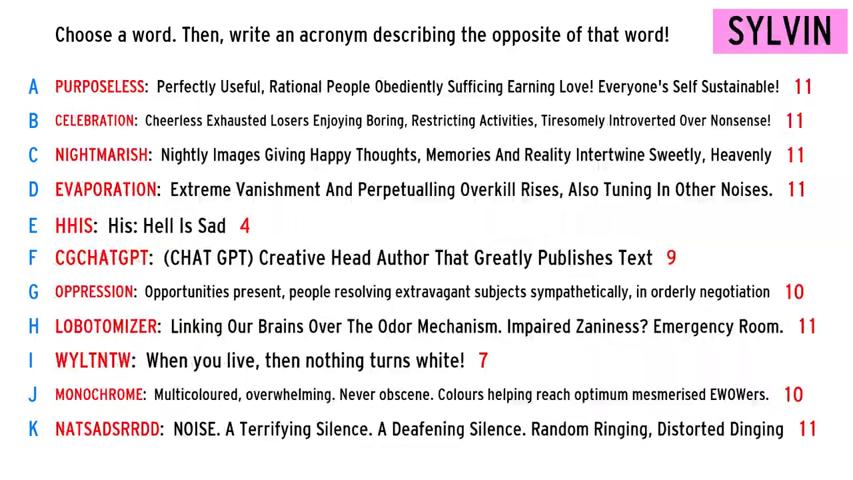 Choose a word. Then, write an acronym describing the opposite of that word!
SYLVIN
A PURPOSELESS: Perfectly Useful, Rational People Obediently Sufficing Earning Love! Everyone's Self Sustainable! 11
B CELEBRATION: Cheerless Exhausted Losers Enjoying Boring, Restricting Activities, Tiresomely Introverted Over Nonsense! 11
C NIGHTMARISH: Nightly Images Giving Happy Thoughts, Memories And Reality Intertwine Sweetly, Heavenly 11
D EVAPORATION: Extreme Vanishment And Perpetualling Overkill Rises, Also Tuning In Other Noises. 11
E HHIS: His: Hell Is Sad 4
F CGCHATGPT: (CHAT GPT) Creative Head Author That Greatly Publishes Text 9
G OPPRESSION: Opportunities present, people resolving extravagant subjects sympathetically, in orderly negotiation 10
H LOBOTOMIZER: Linking Our Brains Over The Odor Mechanism. Impaired Zaniness? Emergency Room. 11
I WYLTNTW: When you live, then nothing turns white! 7
J MONOCHROME: Multicoloured, overwhelming. Never obscene. Colours helping reach optimum mesmerised EWOWers. 10
K NATSADSRRDD: NOISE. A Terrifying Silence. A Deafening Silence. Random Ringing, Distorted Dinging 11